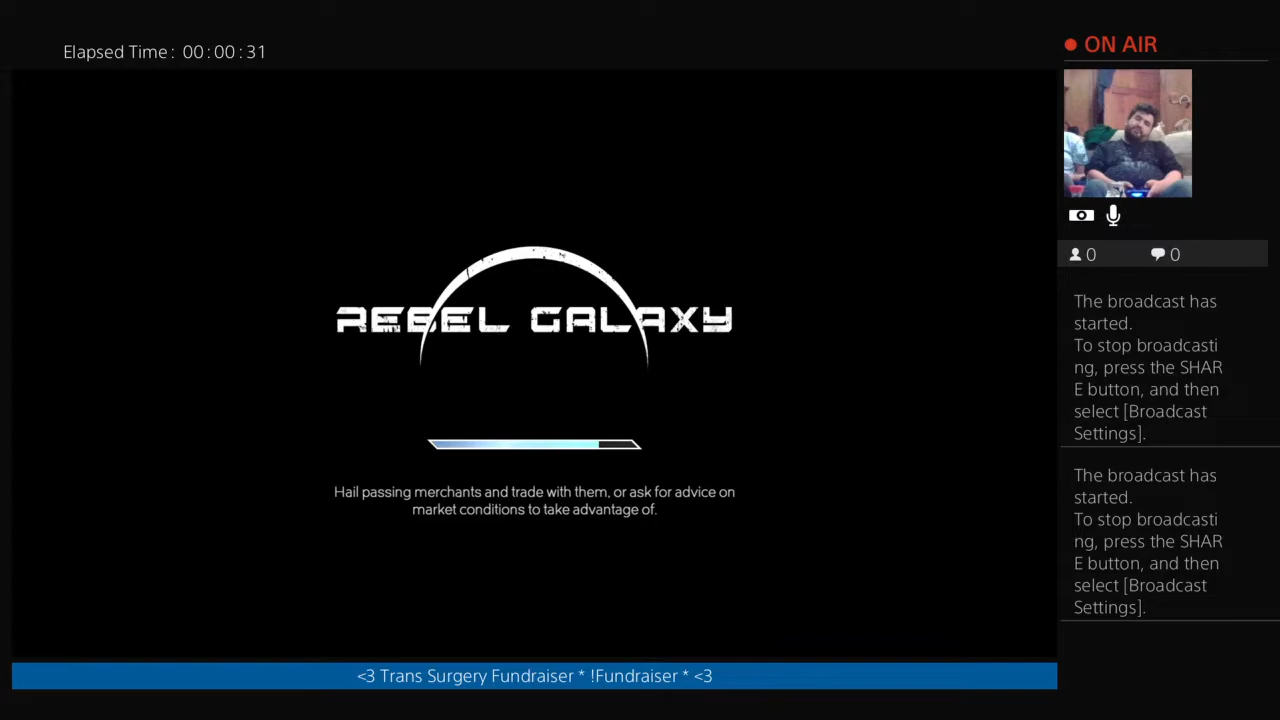 Elapsed Time: 00:00:31
ON AIR
0 0
REBEL GALAXY
The broadcast has
started.
To stop broadcasti
ng, press the SHAR
E button, and then
select [Broadcast
Settings].
The broadcast has
started.
To stop broadcasti
ng, press the SHAR
E button, and then
select [Broadcast
Settings].
Hail passing merchants and trade with them, or ask for advice on
market conditions to take advantage of.
<3 Trans Surgery Fundraiser * !Fundraiser * <3